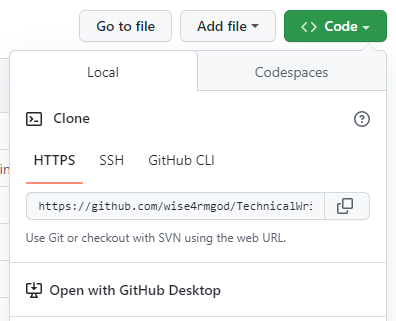 Go to file Add file Code
Local Codespaces
Clone
HTTPS SSH GitHub CLI
https://github.com/wise4rmgod/TechnicalWri
Use Git or checkout with SVN using the web URL.
Open with GitHub Desktop